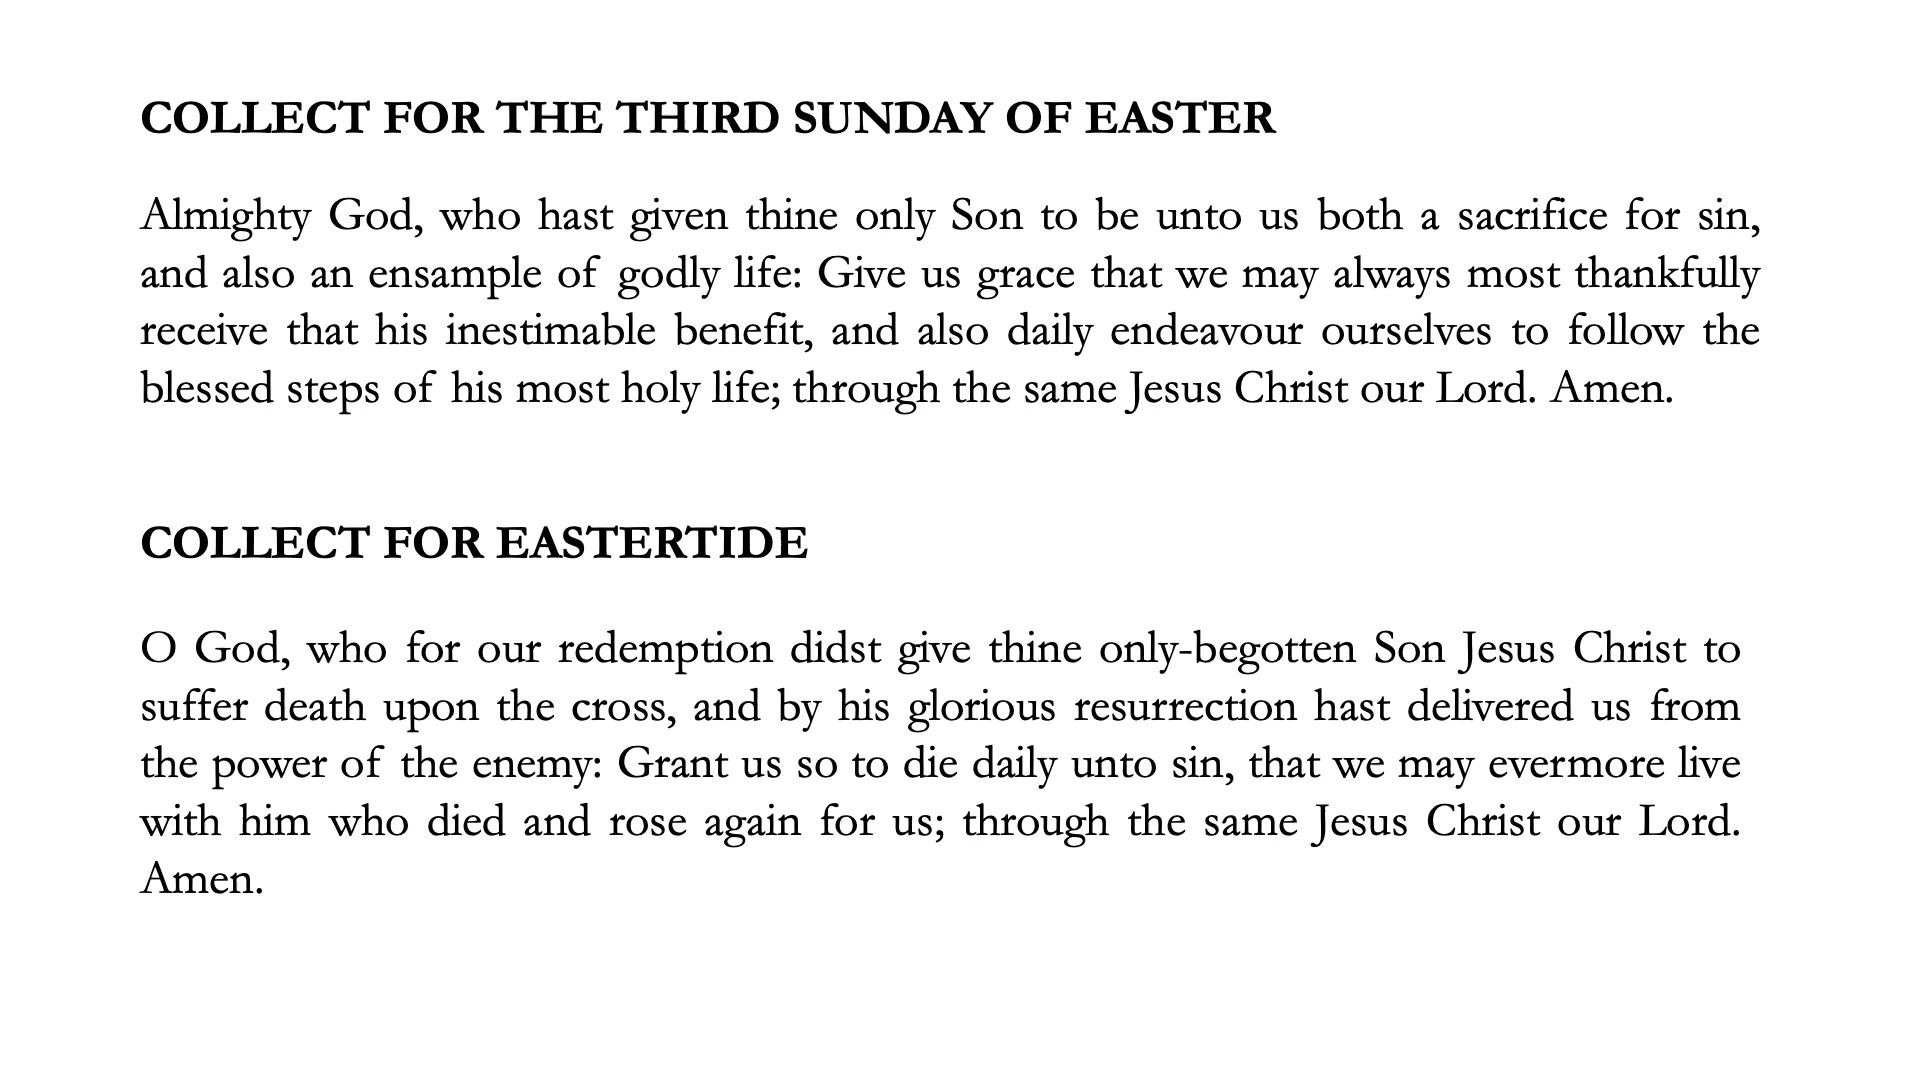 COLLECT FOR THE THIRD SUNDAY OF EASTER
Almighty God, who hast given thine only Son to be unto us both a sacrifice for sin,
and also an ensample of godly life: Give us grace that we may always most thankfully
receive that his inestimable benefit, and also daily endeavour ourselves to follow the
blessed steps of his most holy life; through the same Jesus Christ our Lord. Amen.
COLLECT FOR EASTERTIDE
O God, who for our redemption didst give thine only-begotten Son Jesus Christ to
suffer death upon the cross, and by his glorious resurrection hast delivered us from
the power of the enemy: Grant us so to die daily unto sin, that we may evermore live
with him who died and rose again for us; through the same Jesus Christ our Lord.
Amen.